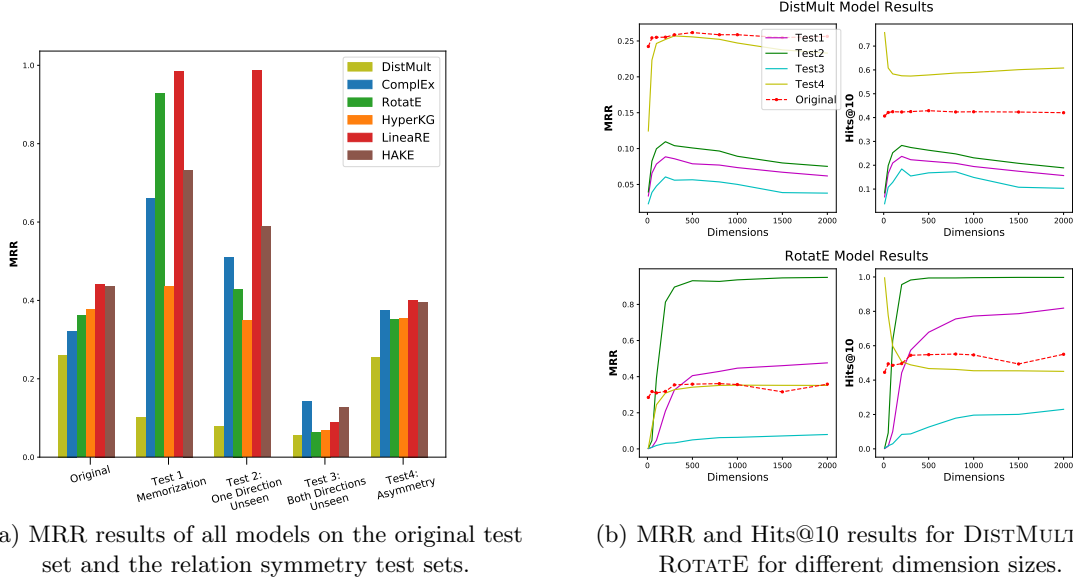 1.0
0.8
0.6
0.4
0.2
0.0
MRR
DistMult
ComplEx
RotatE
HyperKG
LineaRE
HAKE
Original
Test 1
Memorization
Test 2:
One Direction
Unseen
Test 3:
Both Directions
Unseen
Test4:
Asymmetry
a) MRR results of all models on the original test
set and the relation symmetry test sets.
DistMult Model Results
0.25
0.20
0.15
0.10
0.05
MRR
0 500 1000 1500 2000
Dimensions
Test1
Test2
Test3
Test4
Original
0.7
0.6
0.5
0.4
0.3
0.2
0.1
Hits@10
0 500 1000 1500 2000
Dimensions
RotatE Model Results
0.8
0.6
0.4
0.2
0.0
MRR
0 500 1000 1500 2000
Dimensions
1.0
0.8
0.6
0.4
0.2
0.0
Hits@10
0 500 1000 1500 2000
Dimensions
(b) MRR and Hits@10 results for DISTMULT
ROTATE for different dimension sizes.